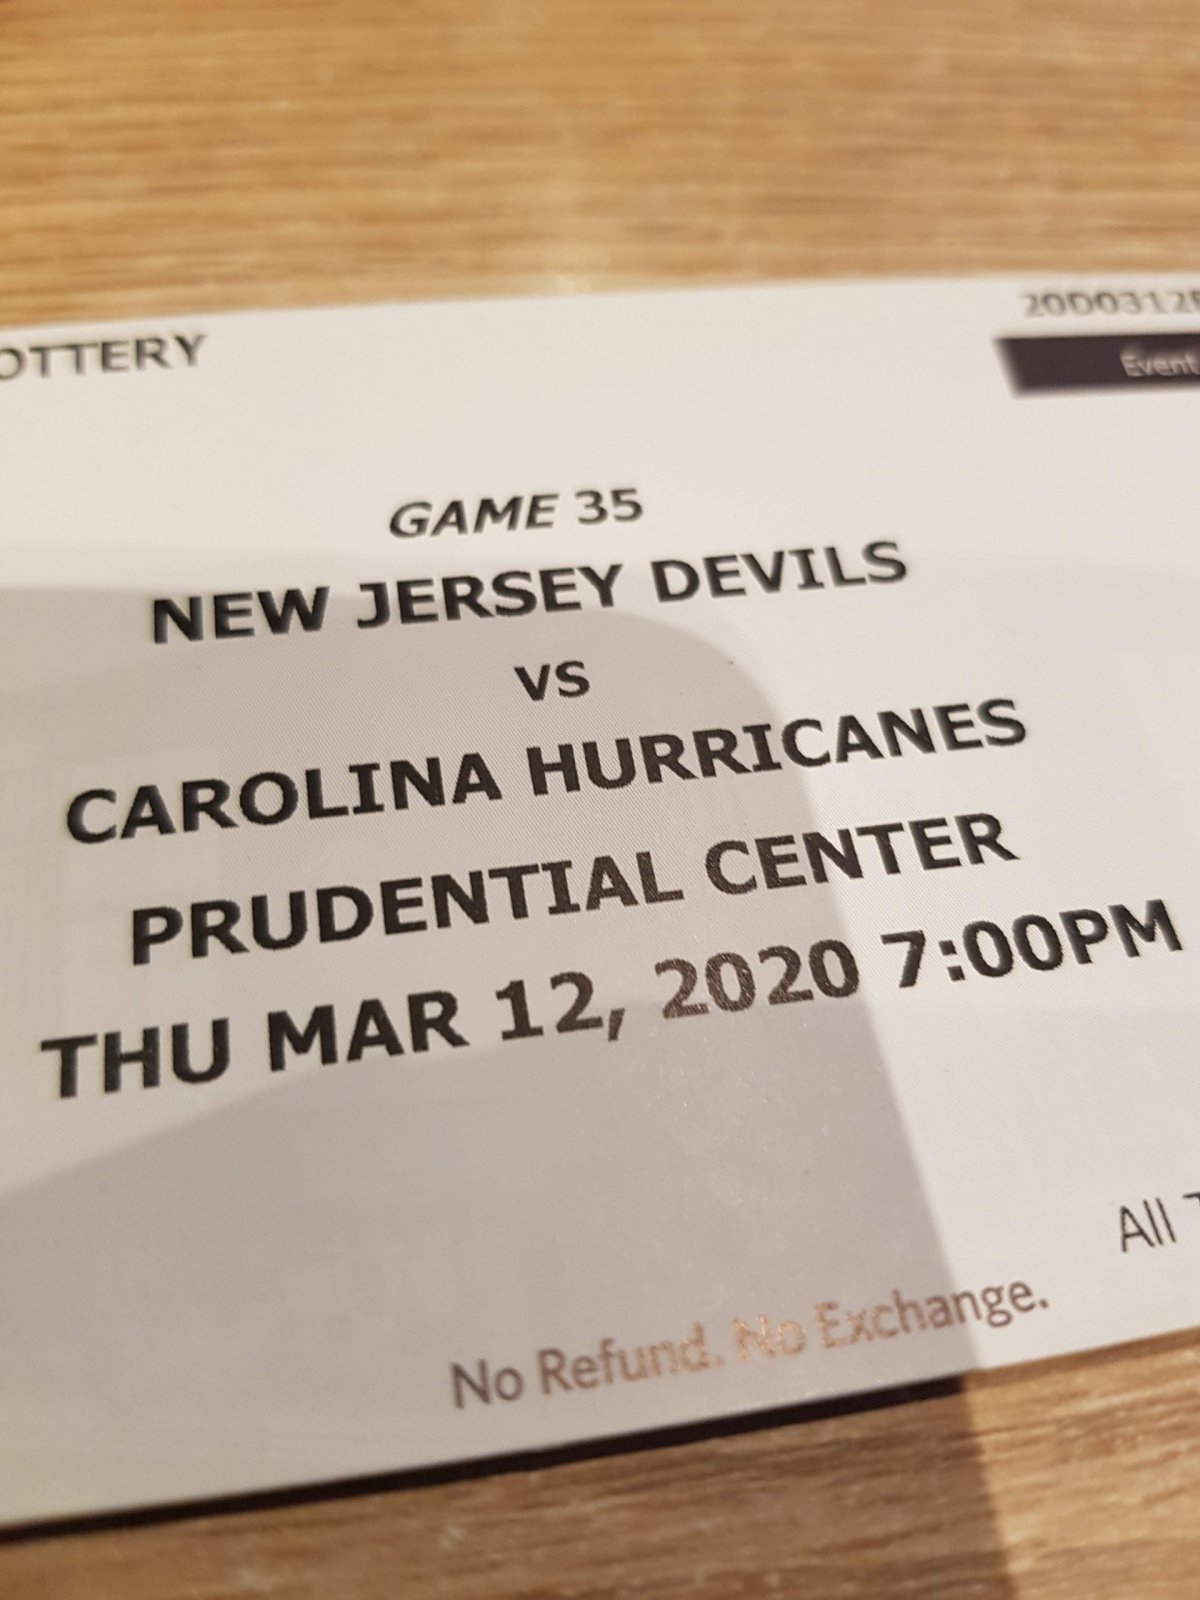 OTTERY
20D0312
Event
GAME 35
NEW JERSEY DEVILS
VS
CAROLINA HURRICANES
PRUDENTIAL CENTER
THU MAR 12, 2020 7:00PM
All
No Refund. No Exchange.